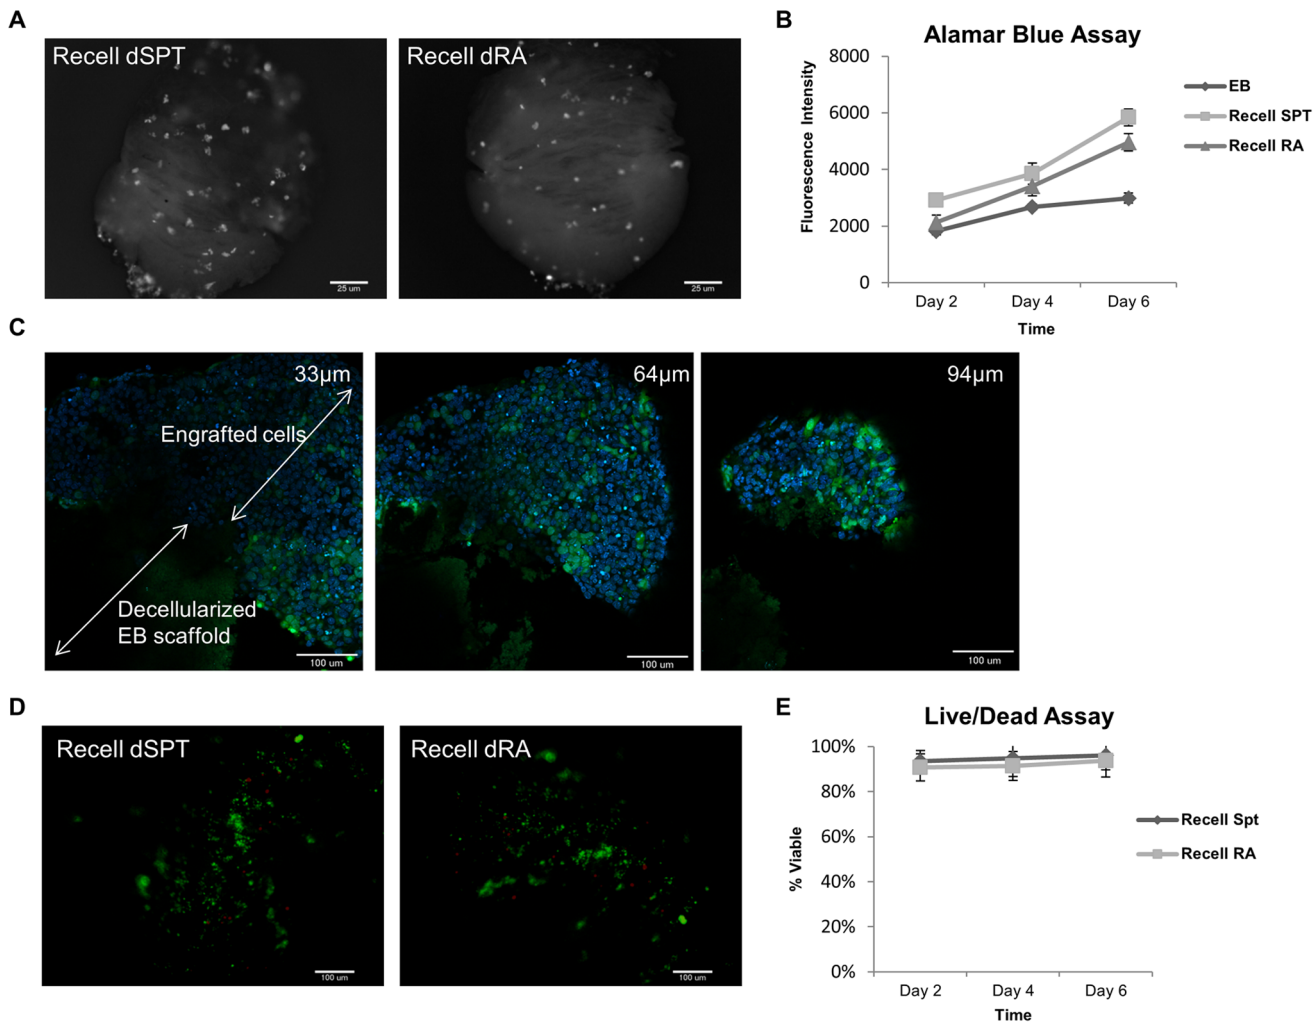 A
Recell dSPT
25 um
Recell dRA
25 um
B
Alamar Blue Assay
Fluorescence Intensity
8000
6000
4000
2000
0
Day 2
Day 4
Day 6
Time
EB
Recell SPT
Recell RA
C
33µm
Engrafted cells
Decellularized
EB scaffold
100 um
64µm
100 um
94µm
100 um
D
Recell dSPT
100 um
Recell dRA
100 um
E
Live/Dead Assay
% Viable
100%
80%
60%
40%
20%
0%
Day 2
Day 4
Day 6
Time
Recell Spt
Recell RA